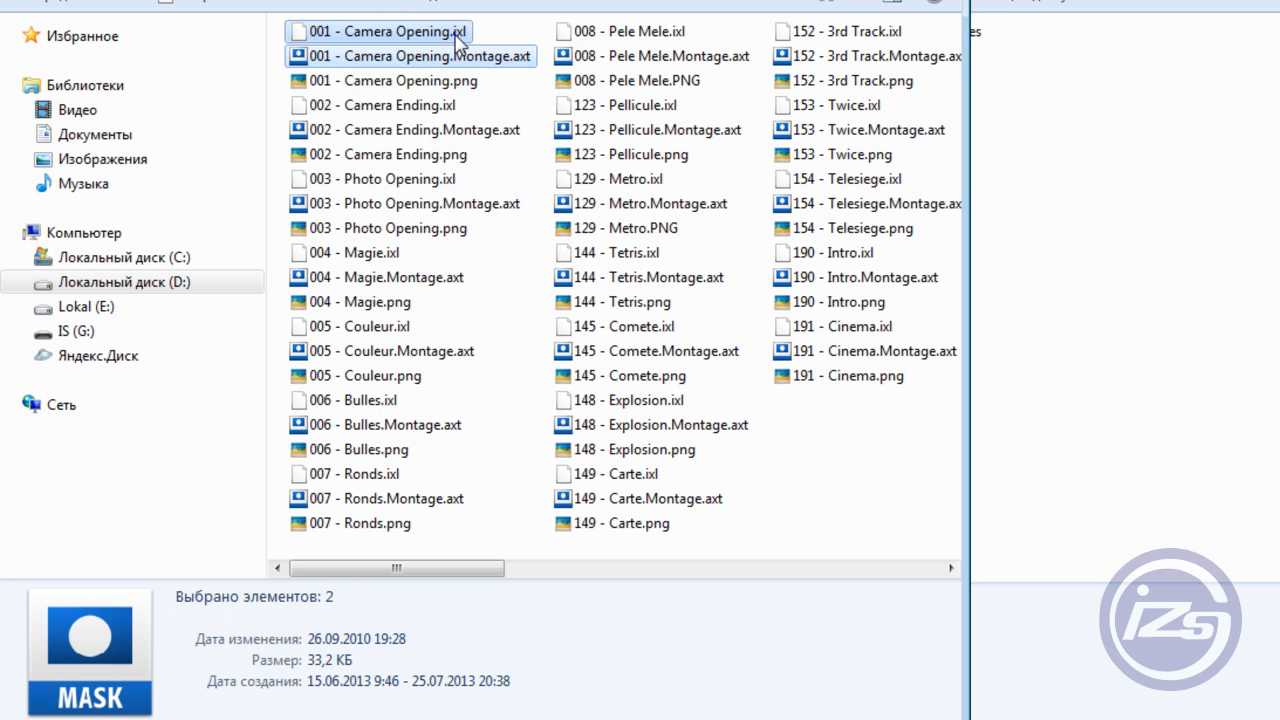 Избранное
Библиотеки
Видео
Документы
Изображения
Музыка
Компьютер
Локальный диск (C:)
Локальный диск (D:)
Lokal (E:)
IS (G:)
Яндекс.Диск
Сеть
001 - Camera Opening.ixl
001 - Camera Opening.Montage.axt
001 - Camera Opening.png
002 - Camera Ending.ixl
002 - Camera Ending.Montage.axt
002 - Camera Ending.png
003 - Photo Opening.ixl
003 - Photo Opening.Montage.axt
003 - Photo Opening.png
004 - Magie.ixl
004 - Magie.Montage.axt
004 - Magie.png
005 - Couleur.ixl
005 - Couleur.Montage.axt
005 - Couleur.png
006 - Bulles.ixl
006 - Bulles.Montage.axt
006 - Bulles.png
007 - Ronds.ixl
007 - Ronds.Montage.axt
007 - Ronds.png
008 - Pele Mele.ixl
008 - Pele Mele.Montage.axt
008 - Pele Mele.PNG
123 - Pellicule.ixl
123 - Pellicule.Montage.axt
123 - Pellicule.png
129 - Metro.ixl
129 - Metro.Montage.axt
129 - Metro.PNG
144 - Tetris.ixl
144 - Tetris.Montage.axt
144 - Tetris.png
145 - Comete.ixl
145 - Comete.Montage.axt
145 - Comete.png
148 - Explosion.ixl
148 - Explosion.Montage.axt
148 - Explosion.png
149 - Carte.ixl
149 - Carte.Montage.axt
149 - Carte.png
152 - 3rd Track.ixl
152 - 3rd Track.Montage.ax
152 - 3rd Track.png
153 - Twice.ixl
153 - Twice.Montage.axt
153 - Twice.png
154 - Telesiege.ixl
154 - Telesiege.Montage.ax
154 - Telesiege.png
190 - Intro.ixl
190 - Intro.Montage.axt
190 - Intro.png
191 - Cinema.ixl
191 - Cinema.Montage.axt
191 - Cinema.png
es
MASK
Выбрано элементов: 2
Дата изменения: 26.09.2010 19:28
Размер: 33,2 КБ
Дата создания: 15.06.2013 9:46 - 25.07.2013 20:38
iZS